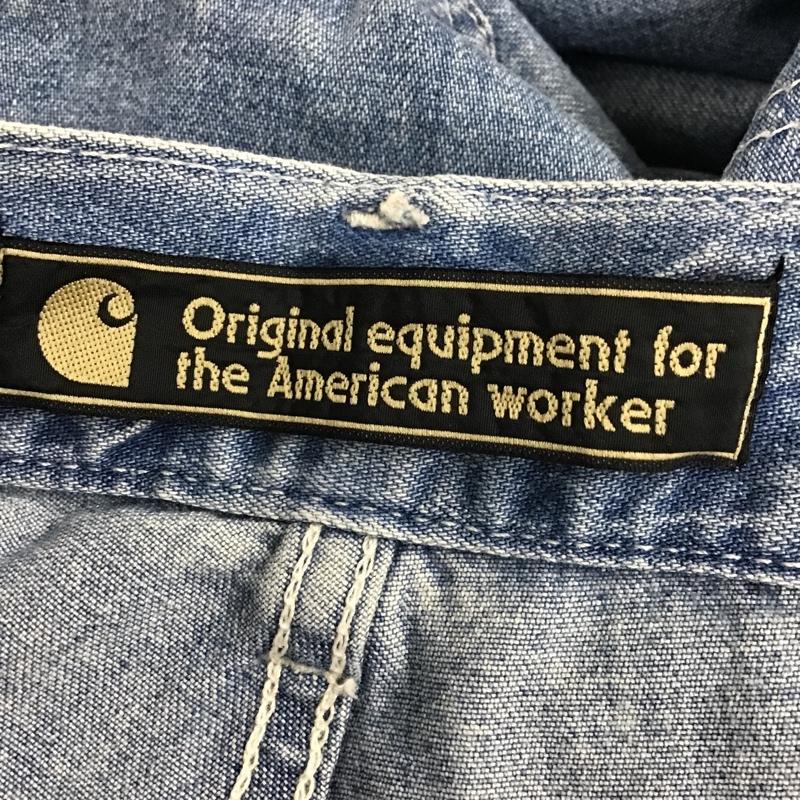 Original equipment for
the American worker